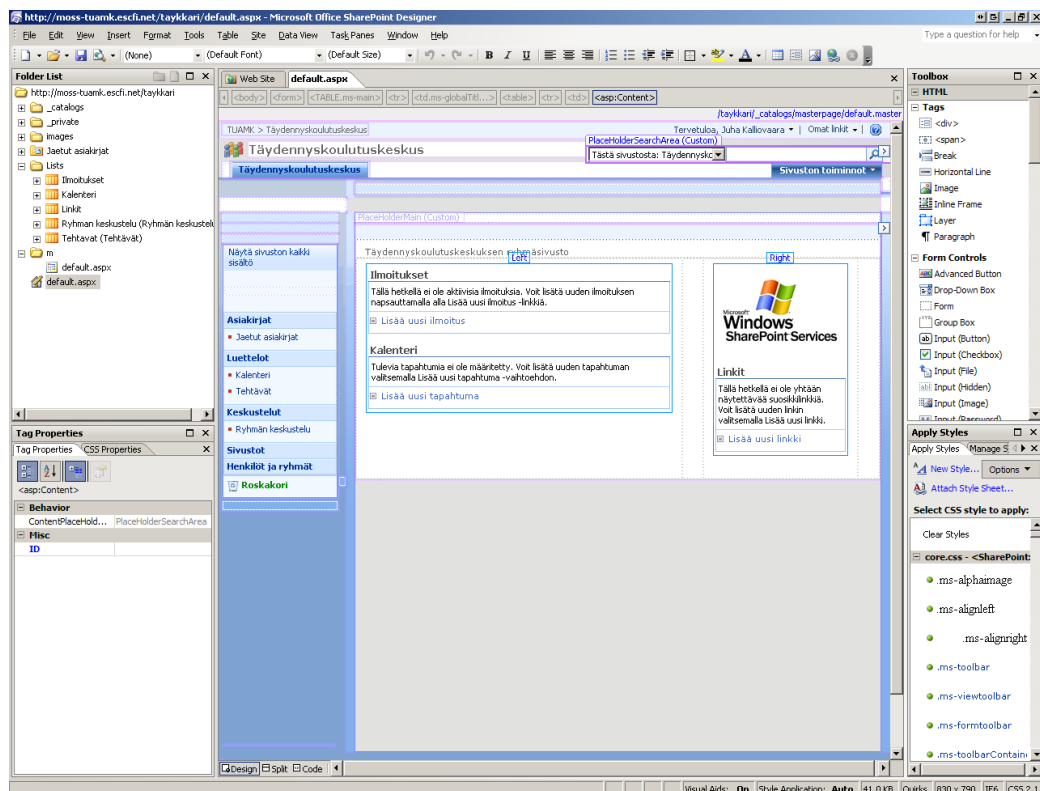 http://moss-tuamk.escfi.net/taykkari/default.aspx - Microsoft Office SharePoint Designer
File Edit View Insert Format Tools Table Site Data View Task Panes Window Help
Type a question for help
(None) (Default Font) (Default Size) B I U A
Folder List
http://moss-tuamk.escfi.net/taykkari
_catalogs
_private
images
Jaetut asiakirjat
Lists
Ilmoitukset
Kalenteri
Linkit
Ryhman keskustelu (Ryhmän keskustelu
Tehtavat (Tehtävät)
m
default.aspx
default.aspx
Tag Properties
Tag Properties CSS Properties
<asp:Content>
Behavior
ContentPlaceHold... PlaceHolderSearchArea
Misc
ID
Web Site default.aspx
<body> <form> <TABLE.ms-main> <tr> <td.ms-globalTitl...> <table> <tr> <td> <asp:Content>
/taykkari/_catalogs/masterpage/default.master
TUAMK > Täydennyskoulutuskeskus
Tervetuloa, Juha Kalliovaara | Omat linkit |
PlaceHolderSearchArea (Custom)
Täydennyskoulutuskeskus
Tästä sivustosta: Täydennyskc
Täydennyskoulutuskeskus
Sivuston toiminnot
PlaceHolderMain (Custom)
Näytä sivuston kaikki
sisältö
Asiakirjat
Jaetut asiakirjat
Luettelot
Kalenteri
Tehtävät
Keskustelut
Ryhmän keskustelu
Sivustot
Henkilöt ja ryhmät
Roskakori
Täydennyskoulutuskeskuksen ryhmäsivusto
Left
Ilmoitukset
Tällä hetkellä ei ole aktiivisia ilmoituksia. Voit lisätä uuden ilmoituksen
napsauttamalla alla Lisää uusi ilmoitus -linkkiä.
Lisää uusi ilmoitus
Kalenteri
Tulevia tapahtumia ei ole määritetty. Voit lisätä uuden tapahtuman
valitsemalla Lisää uusi tapahtuma -vaihtoehdon.
Lisää uusi tapahtuma
Right
Microsoft
Windows
SharePoint Services
Linkit
Tällä hetkellä ei ole yhtään
näytettävää suosikkilinkkiä.
Voit lisätä uuden linkin
valitsemalla Lisää uusi linkki.
Lisää uusi linkki
Design Split Code
Toolbox
HTML
Tags
<div>
<span>
Break
Horizontal Line
Image
Inline Frame
Layer
Paragraph
Form Controls
Advanced Button
Drop-Down Box
Form
Group Box
Input (Button)
Input (Checkbox)
Input (File)
Input (Hidden)
Input (Image)
Input (Password)
Apply Styles
Apply Styles Manage S
New Style... Options
Attach Style Sheet...
Select CSS style to apply:
Clear Styles
core.css - <SharePoint:
.ms-alphaimage
.ms-alignleft
.ms-alignright
.ms-toolbar
.ms-viewtoolbar
.ms-formtoolbar
.ms-toolbarContaine
Visual Aids: On Style Application: Auto 41,0 KB Quirks 830 x 790 IE6 CSS 2.1